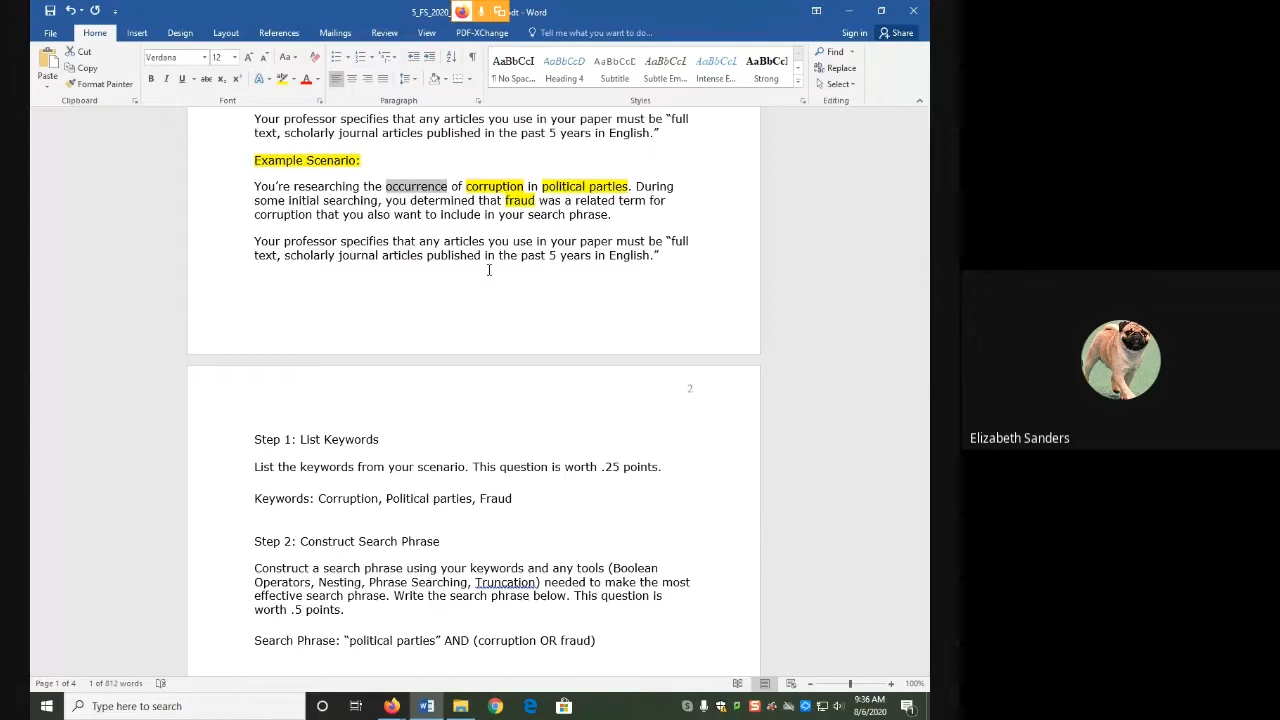 5_FS_2020_
odt - Word
File
Home
Insert
Design
Layout
References
Mailings
Review
View
PDF-XChange
Tell me what you want to do...
Sign in
Share
Paste
Cut
Copy
Format Painter
Clipboard
Verdana
12
Font
Paragraph
AaBbCcI
AaBbCcD
AaBbCcD
AaBbCcI
AaBbCcI
AaBbCcI
¶ No Spac...
Heading 4
Subtitle
Subtle Em...
Intense E...
Strong
Styles
Find
Replace
Select
Editing
Your professor specifies that any articles you use in your paper must be “full
text, scholarly journal articles published in the past 5 years in English.”
Example Scenario:
You’re researching the occurrence of corruption in political parties. During
some initial searching, you determined that fraud was a related term for
corruption that you also want to include in your search phrase.
Your professor specifies that any articles you use in your paper must be “full
text, scholarly journal articles published in the past 5 years in English.”
2
Step 1: List Keywords
List the keywords from your scenario. This question is worth .25 points.
Keywords: Corruption, Political parties, Fraud
Step 2: Construct Search Phrase
Construct a search phrase using your keywords and any tools (Boolean
Operators, Nesting, Phrase Searching, Truncation) needed to make the most
effective search phrase. Write the search phrase below. This question is
worth .5 points.
Search Phrase: “political parties” AND (corruption OR fraud)
Elizabeth Sanders
Page 1 of 4
1 of 812 words
100%
Type here to search
9:36 AM
8/6/2020